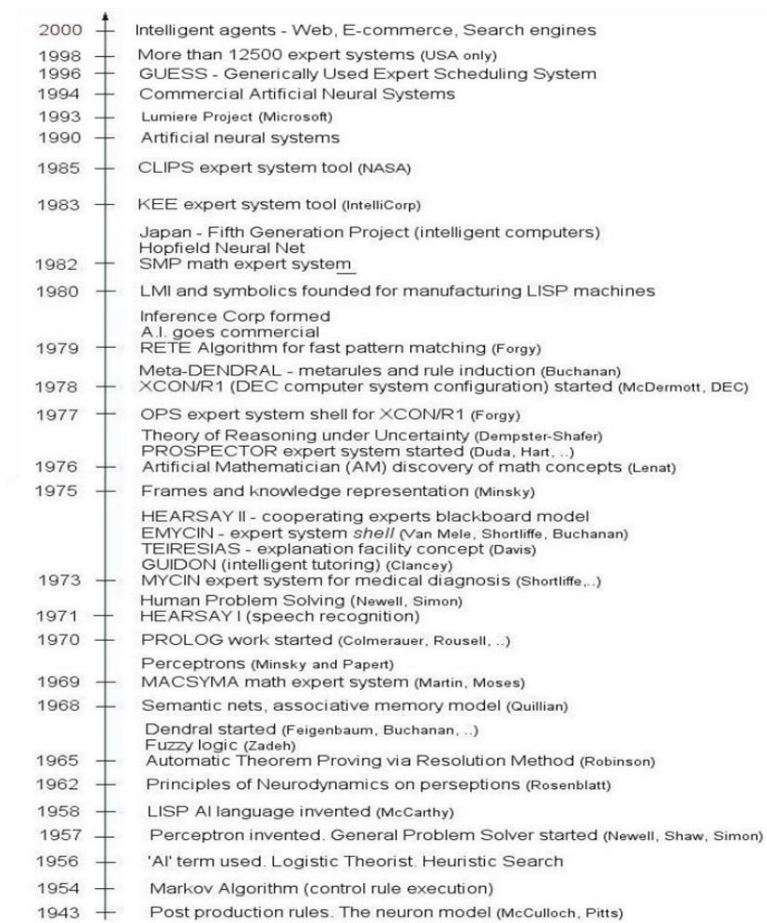 2000 Intelligent agents - Web, E-commerce, Search engines
1998 More than 12500 expert systems (USA only)
1996 GUESS - Generically Used Expert Scheduling System
1994 Commercial Artificial Neural Systems
1993 Lumiere Project (Microsoft)
1990 Artificial neural systems
1985 CLIPS expert system tool (NASA)
1983 KEE expert system tool (IntelliCorp)
Japan - Fifth Generation Project (intelligent computers)
Hopfield Neural Net
1982 SMP math expert system
1980 LMI and symbolics founded for manufacturing LISP machines
Inference Corp formed
A.I. goes commercial
1979 RETE Algorithm for fast pattern matching (Forgy)
Meta-DENDRAL - metarules and rule induction (Buchanan)
1978 XCON/R1 (DEC computer system configuration) started (McDermott, DEC)
1977 OPS expert system shell for XCON/R1 (Forgy)
Theory of Reasoning under Uncertainty (Dempster-Shafer)
PROSPECTOR expert system started (Duda, Hart, ..)
1976 Artificial Mathematician (AM) discovery of math concepts (Lenat)
1975 Frames and knowledge representation (Minsky)
HEARSAY II - cooperating experts blackboard model
EMYCIN - expert system shell (Van Mele, Shortliffe, Buchanan)
TEIRESIAS - explanation facility concept (Davis)
GUIDON (intelligent tutoring) (Clancey)
1973 MYCIN expert system for medical diagnosis (Shortliffe,..)
Human Problem Solving (Newell, Simon)
1971 HEARSAY I (speech recognition)
1970 PROLOG work started (Colmerauer, Rousell, ..)
Perceptrons (Minsky and Papert)
1969 MACSYMA math expert system (Martin, Moses)
1968 Semantic nets, associative memory model (Quillian)
Dendral started (Feigenbaum, Buchanan, ..)
Fuzzy logic (Zadeh)
1965 Automatic Theorem Proving via Resolution Method (Robinson)
1962 Principles of Neurodynamics on perseptions (Rosenblatt)
1958 LISP AI language invented (McCarthy)
1957 Perceptron invented. General Problem Solver started (Newell, Shaw, Simon)
1956 'AI' term used. Logistic Theorist. Heuristic Search
1954 Markov Algorithm (control rule execution)
1943 Post production rules. The neuron model (McCulloch, Pitts)